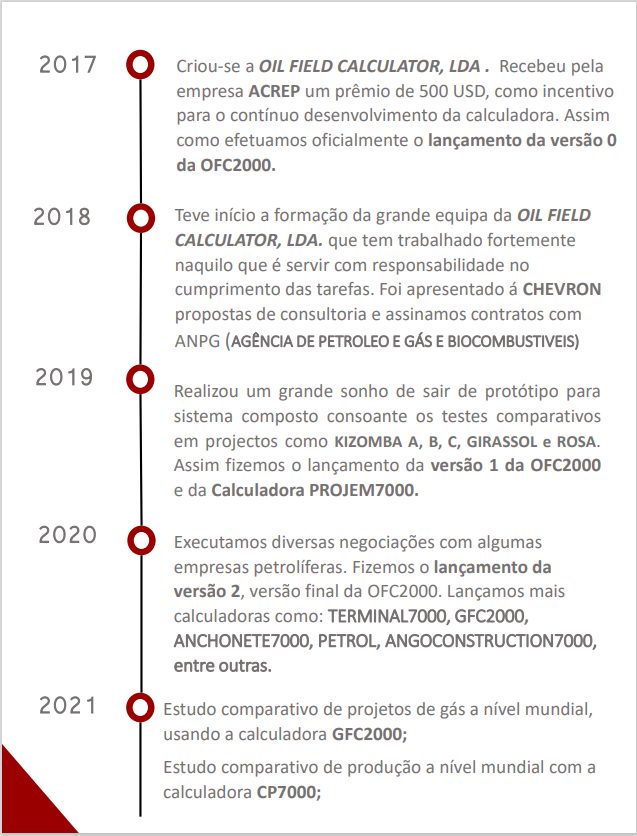 2017
Criou-se a OIL FIELD CALCULATOR, LDA . Recebeu pela
empresa ACREP um prêmio de 500 USD, como incentivo
para o contínuo desenvolvimento da calculadora. Assim
como efetuamos oficialmente o lançamento da versão 0
da OFC2000.
2018
Teve início a formação da grande equipa da OIL FIELD
CALCULATOR, LDA. que tem trabalhado fortemente
naquilo que é servir com responsabilidade no
cumprimento das tarefas. Foi apresentado á CHEVRON
propostas de consultoria e assinamos contratos com
ANPG (AGÊNCIA DE PETROLEO E GÁS E BIOCOMBUSTIVEIS)
2019
Realizou um grande sonho de sair de protótipo para
sistema composto consoante os testes comparativos
em projectos como KIZOMBA A, B, C, GIRASSOL e ROSA.
Assim fizemos o lançamento da versão 1 da OFC2000
e da Calculadora PROJEM7000.
2020
Executamos diversas negociações com algumas
empresas petrolíferas. Fizemos o lançamento da
versão 2, versão final da OFC2000. Lançamos mais
calculadoras como: TERMINAL7000, GFC2000,
ANCHONETE7000, PETROL, ANGOCONSTRUCTION7000,
entre outras.
2021
Estudo comparativo de projetos de gás a nível mundial,
usando a calculadora GFC2000;
Estudo comparativo de produção a nível mundial com a
calculadora CP7000;